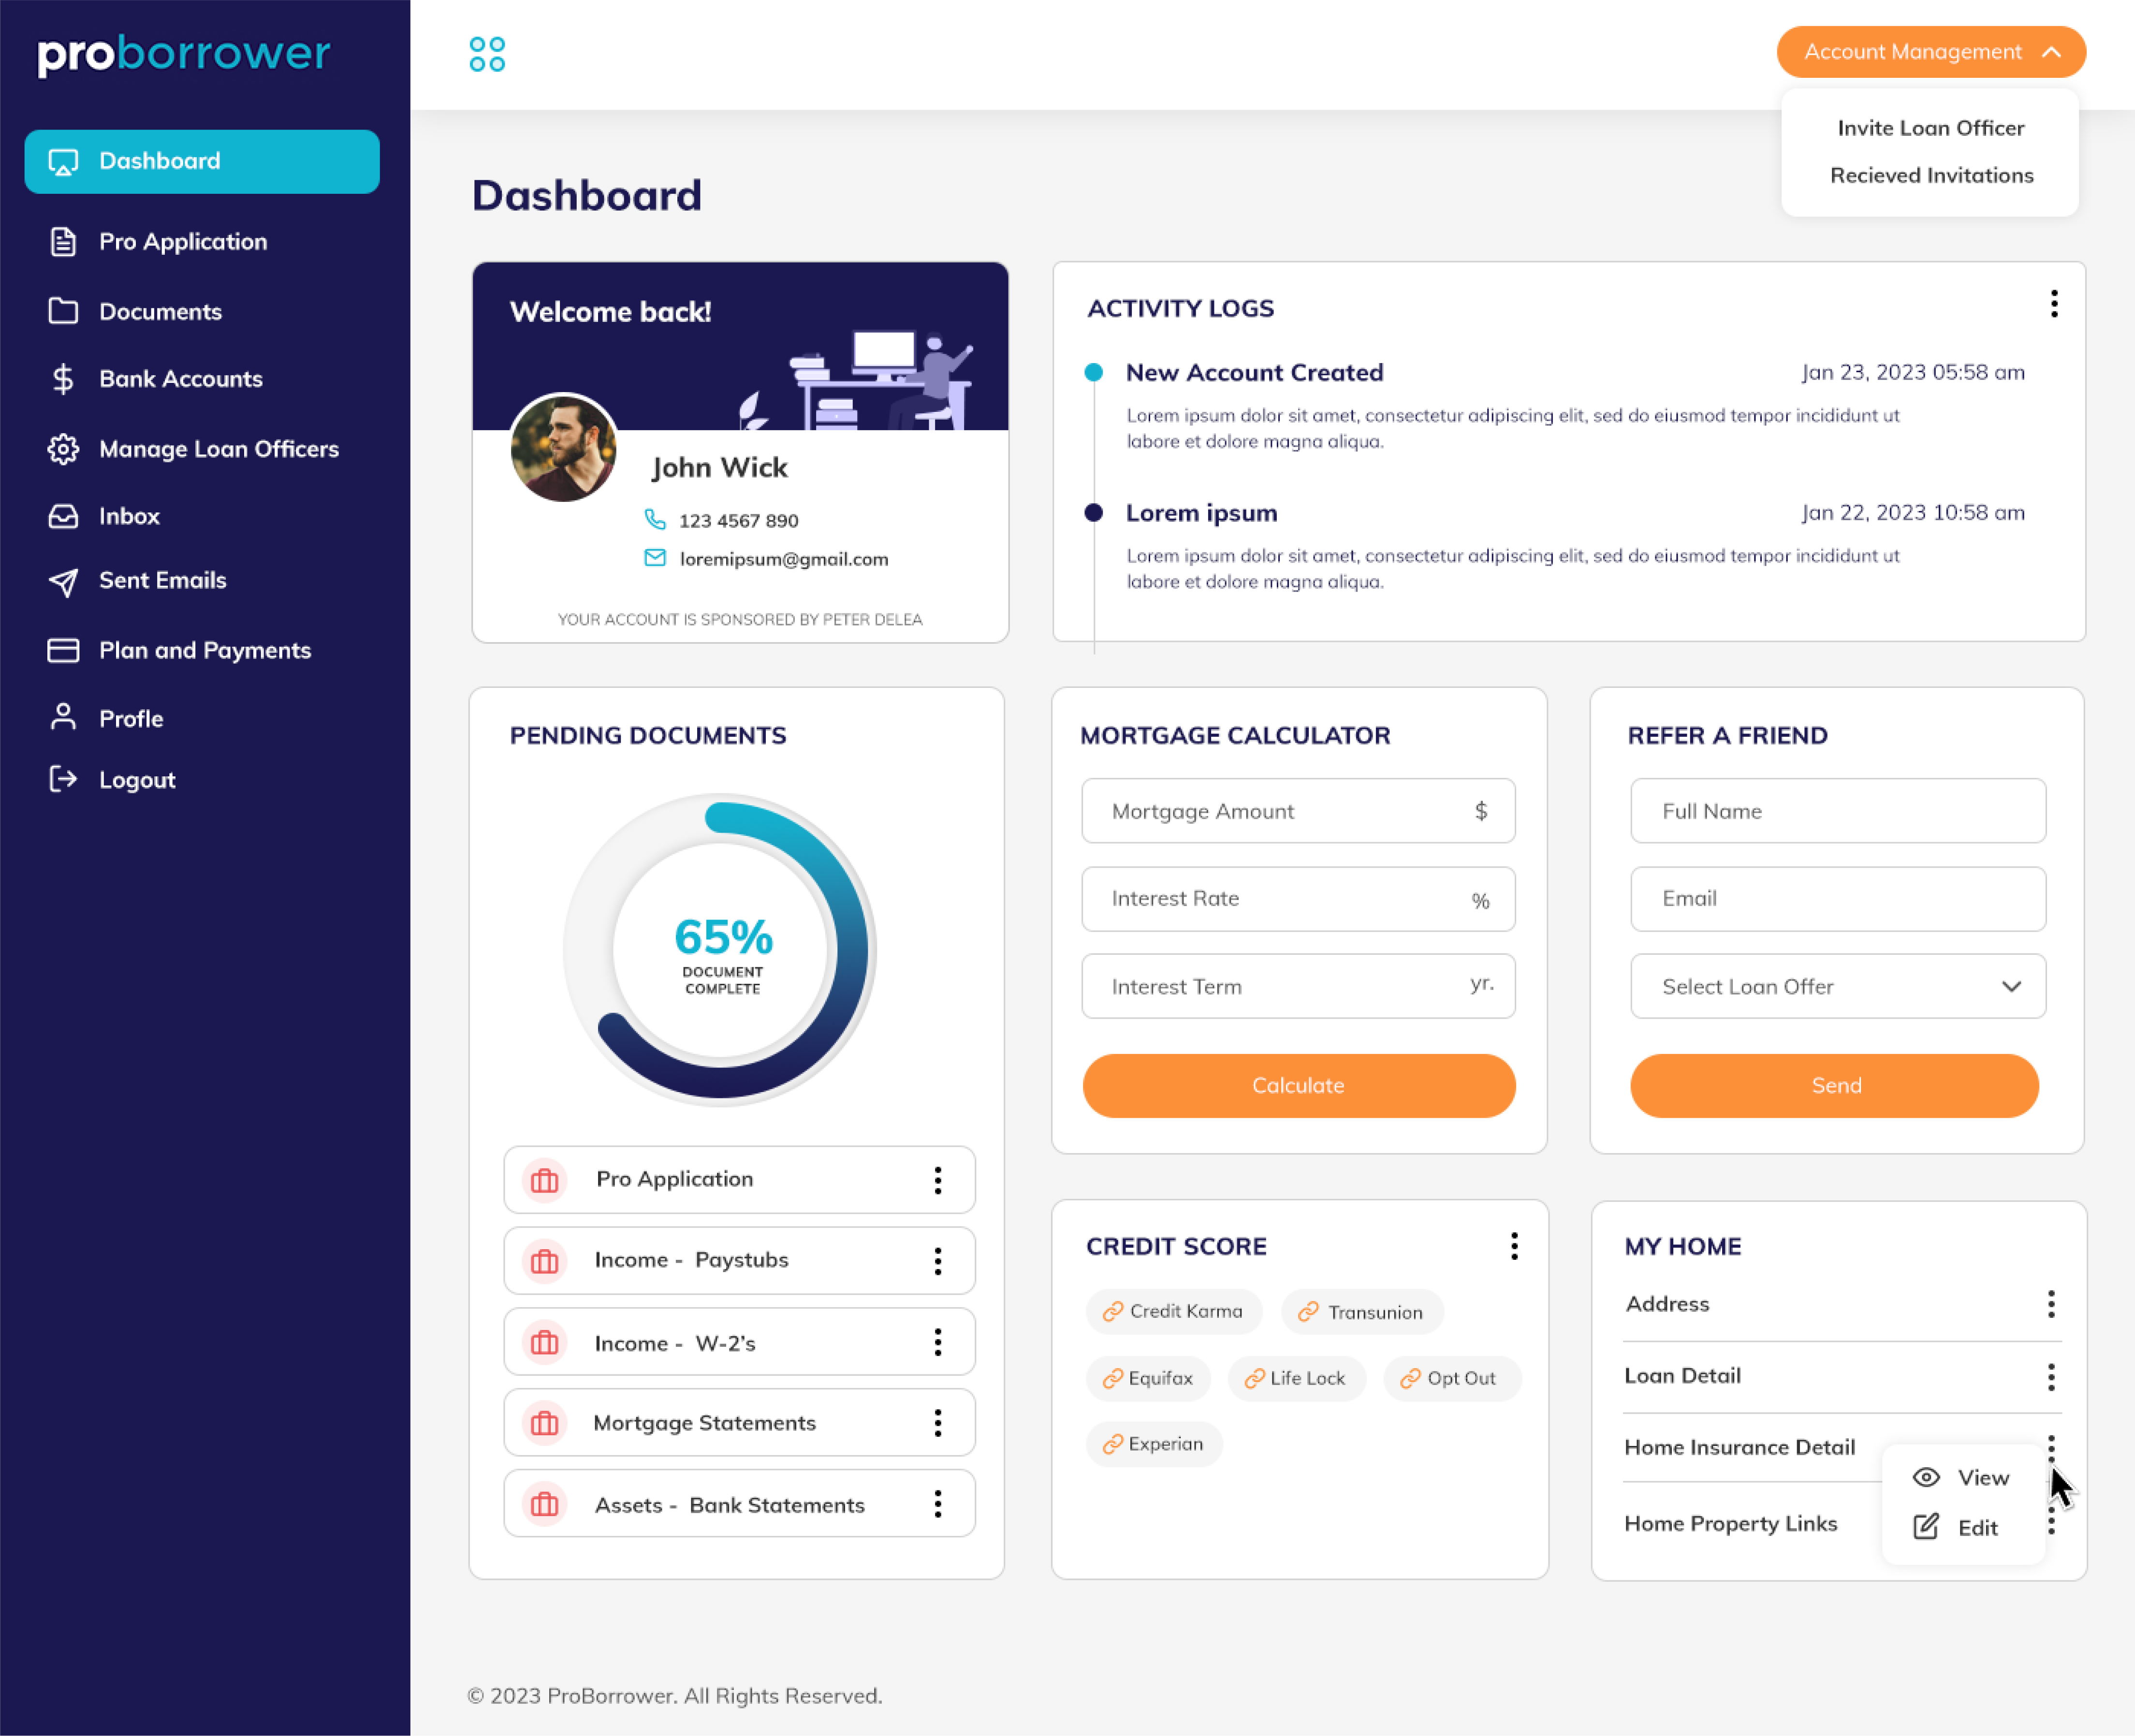 proborrower
Dashboard
Pro Application
Documents
Bank Accounts
Manage Loan Officers
Inbox
Sent Emails
Plan and Payments
Profle
Logout
Account Management
Invite Loan Officer
Recieved Invitations
Dashboard
Welcome back!
John Wick
123 4567 890
loremipsum@gmail.com
YOUR ACCOUNT IS SPONSORED BY PETER DELEA
ACTIVITY LOGS
New Account Created
Jan 23, 2023 05:58 am
Lorem ipsum dolor sit amet, consectetur adipiscing elit, sed do eiusmod tempor incididunt ut
labore et dolore magna aliqua.
Lorem ipsum
Jan 22, 2023 10:58 am
Lorem ipsum dolor sit amet, consectetur adipiscing elit, sed do eiusmod tempor incididunt ut
labore et dolore magna aliqua.
PENDING DOCUMENTS
65%
DOCUMENT
COMPLETE
Pro Application
Income - Paystubs
Income - W-2’s
Mortgage Statements
Assets - Bank Statements
MORTGAGE CALCULATOR
Mortgage Amount $
Interest Rate %
Interest Term yr.
Calculate
REFER A FRIEND
Full Name
Email
Select Loan Offer
Send
CREDIT SCORE
Credit Karma
Transunion
Equifax
Life Lock
Opt Out
Experian
MY HOME
Address
Loan Detail
Home Insurance Detail
View
Edit
Home Property Links
© 2023 ProBorrower. All Rights Reserved.